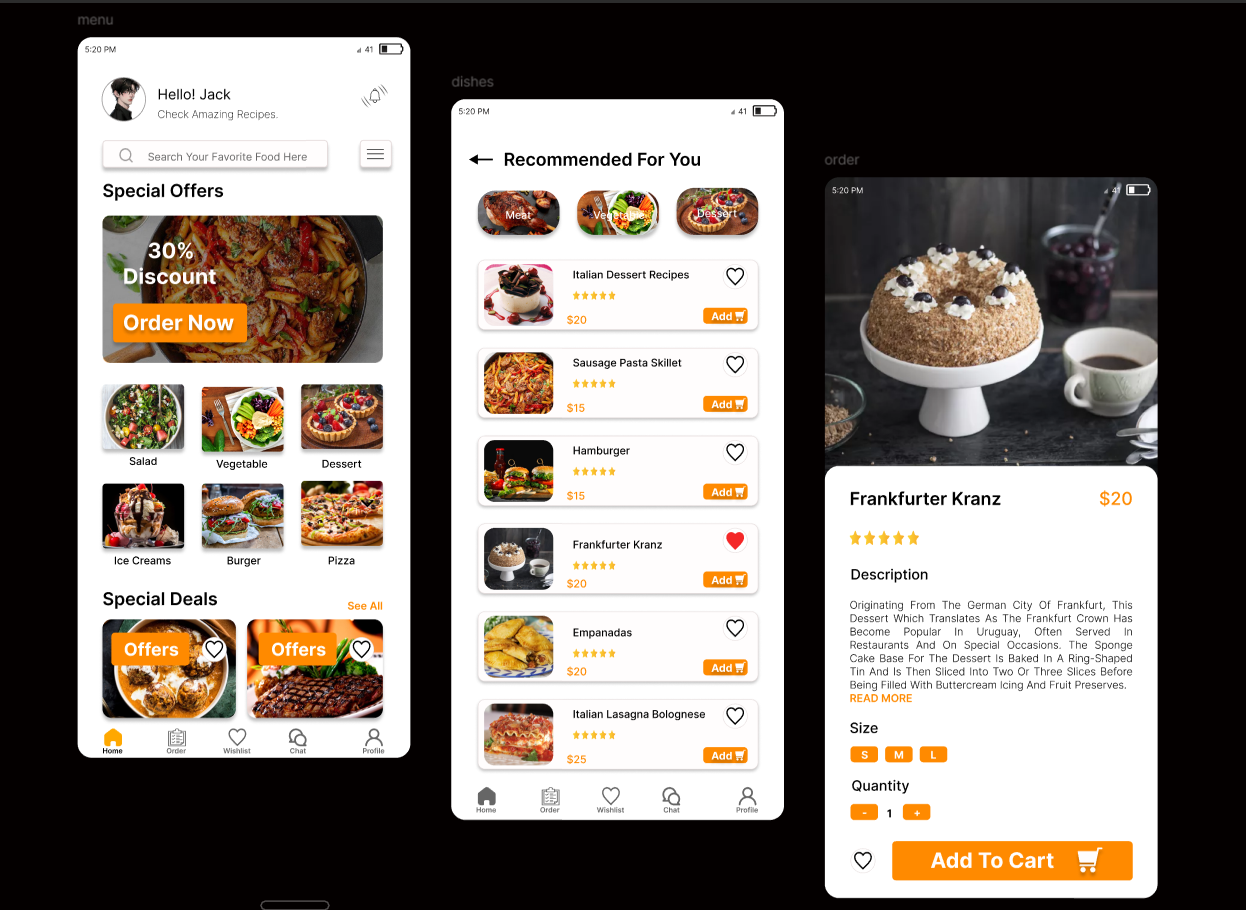 menu
5:20 PM
41
Hello! Jack
Check Amazing Recipes.
Search Your Favorite Food Here
Special Offers
30%
Discount
Order Now
Salad
Vegetable
Dessert
Ice Creams
Burger
Pizza
Special Deals
See All
Offers
Offers
Home
Order
Wishlist
Chat
Profile
dishes
5:20 PM
41
Recommended For You
Meat
Vegetable
Dessert
Italian Dessert Recipes
$20
Add
Sausage Pasta Skillet
$15
Add
Hamburger
$15
Add
Frankfurter Kranz
$20
Add
Empanadas
$20
Add
Italian Lasagna Bolognese
$25
Add
Home
Order
Wishlist
Chat
Profile
order
5:20 PM
41
Frankfurter Kranz
$20
Description
Originating From The German City Of Frankfurt, This
Dessert Which Translates As The Frankfurt Crown Has
Become Popular In Uruguay, Often Served In
Restaurants And On Special Occasions. The Sponge
Cake Base For The Dessert Is Baked In A Ring-Shaped
Tin And Is Then Sliced Into Two Or Three Slices Before
Being Filled With Buttercream Icing And Fruit Preserves.
READ MORE
Size
S M L
Quantity
- 1 +
Add To Cart